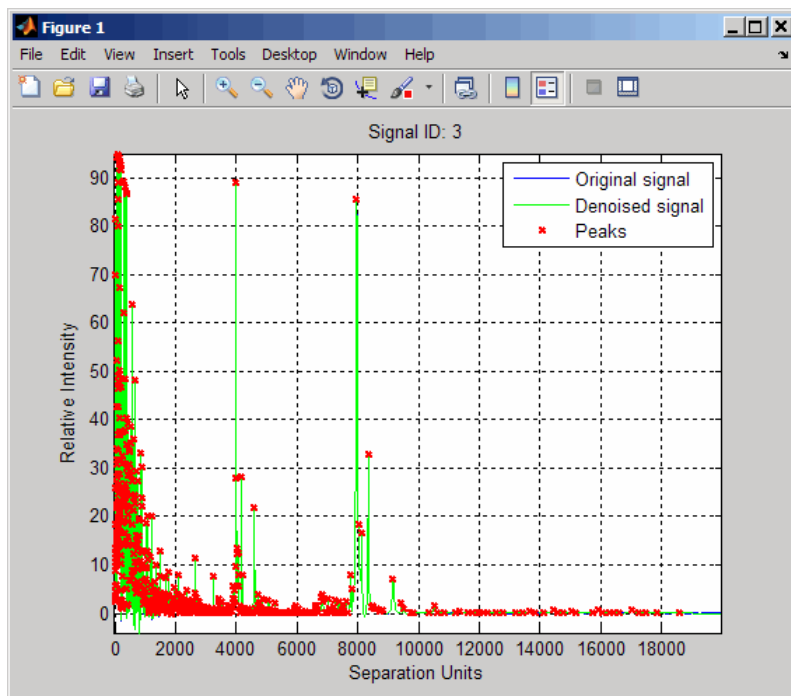 Figure 1
File Edit View Insert Tools Desktop Window Help
Signal ID: 3
Original signal
Denoised signal
Peaks
Relative Intensity
90
80
70
60
50
40
30
20
10
0
0 2000 4000 6000 8000 10000 12000 14000 16000 18000
Separation Units